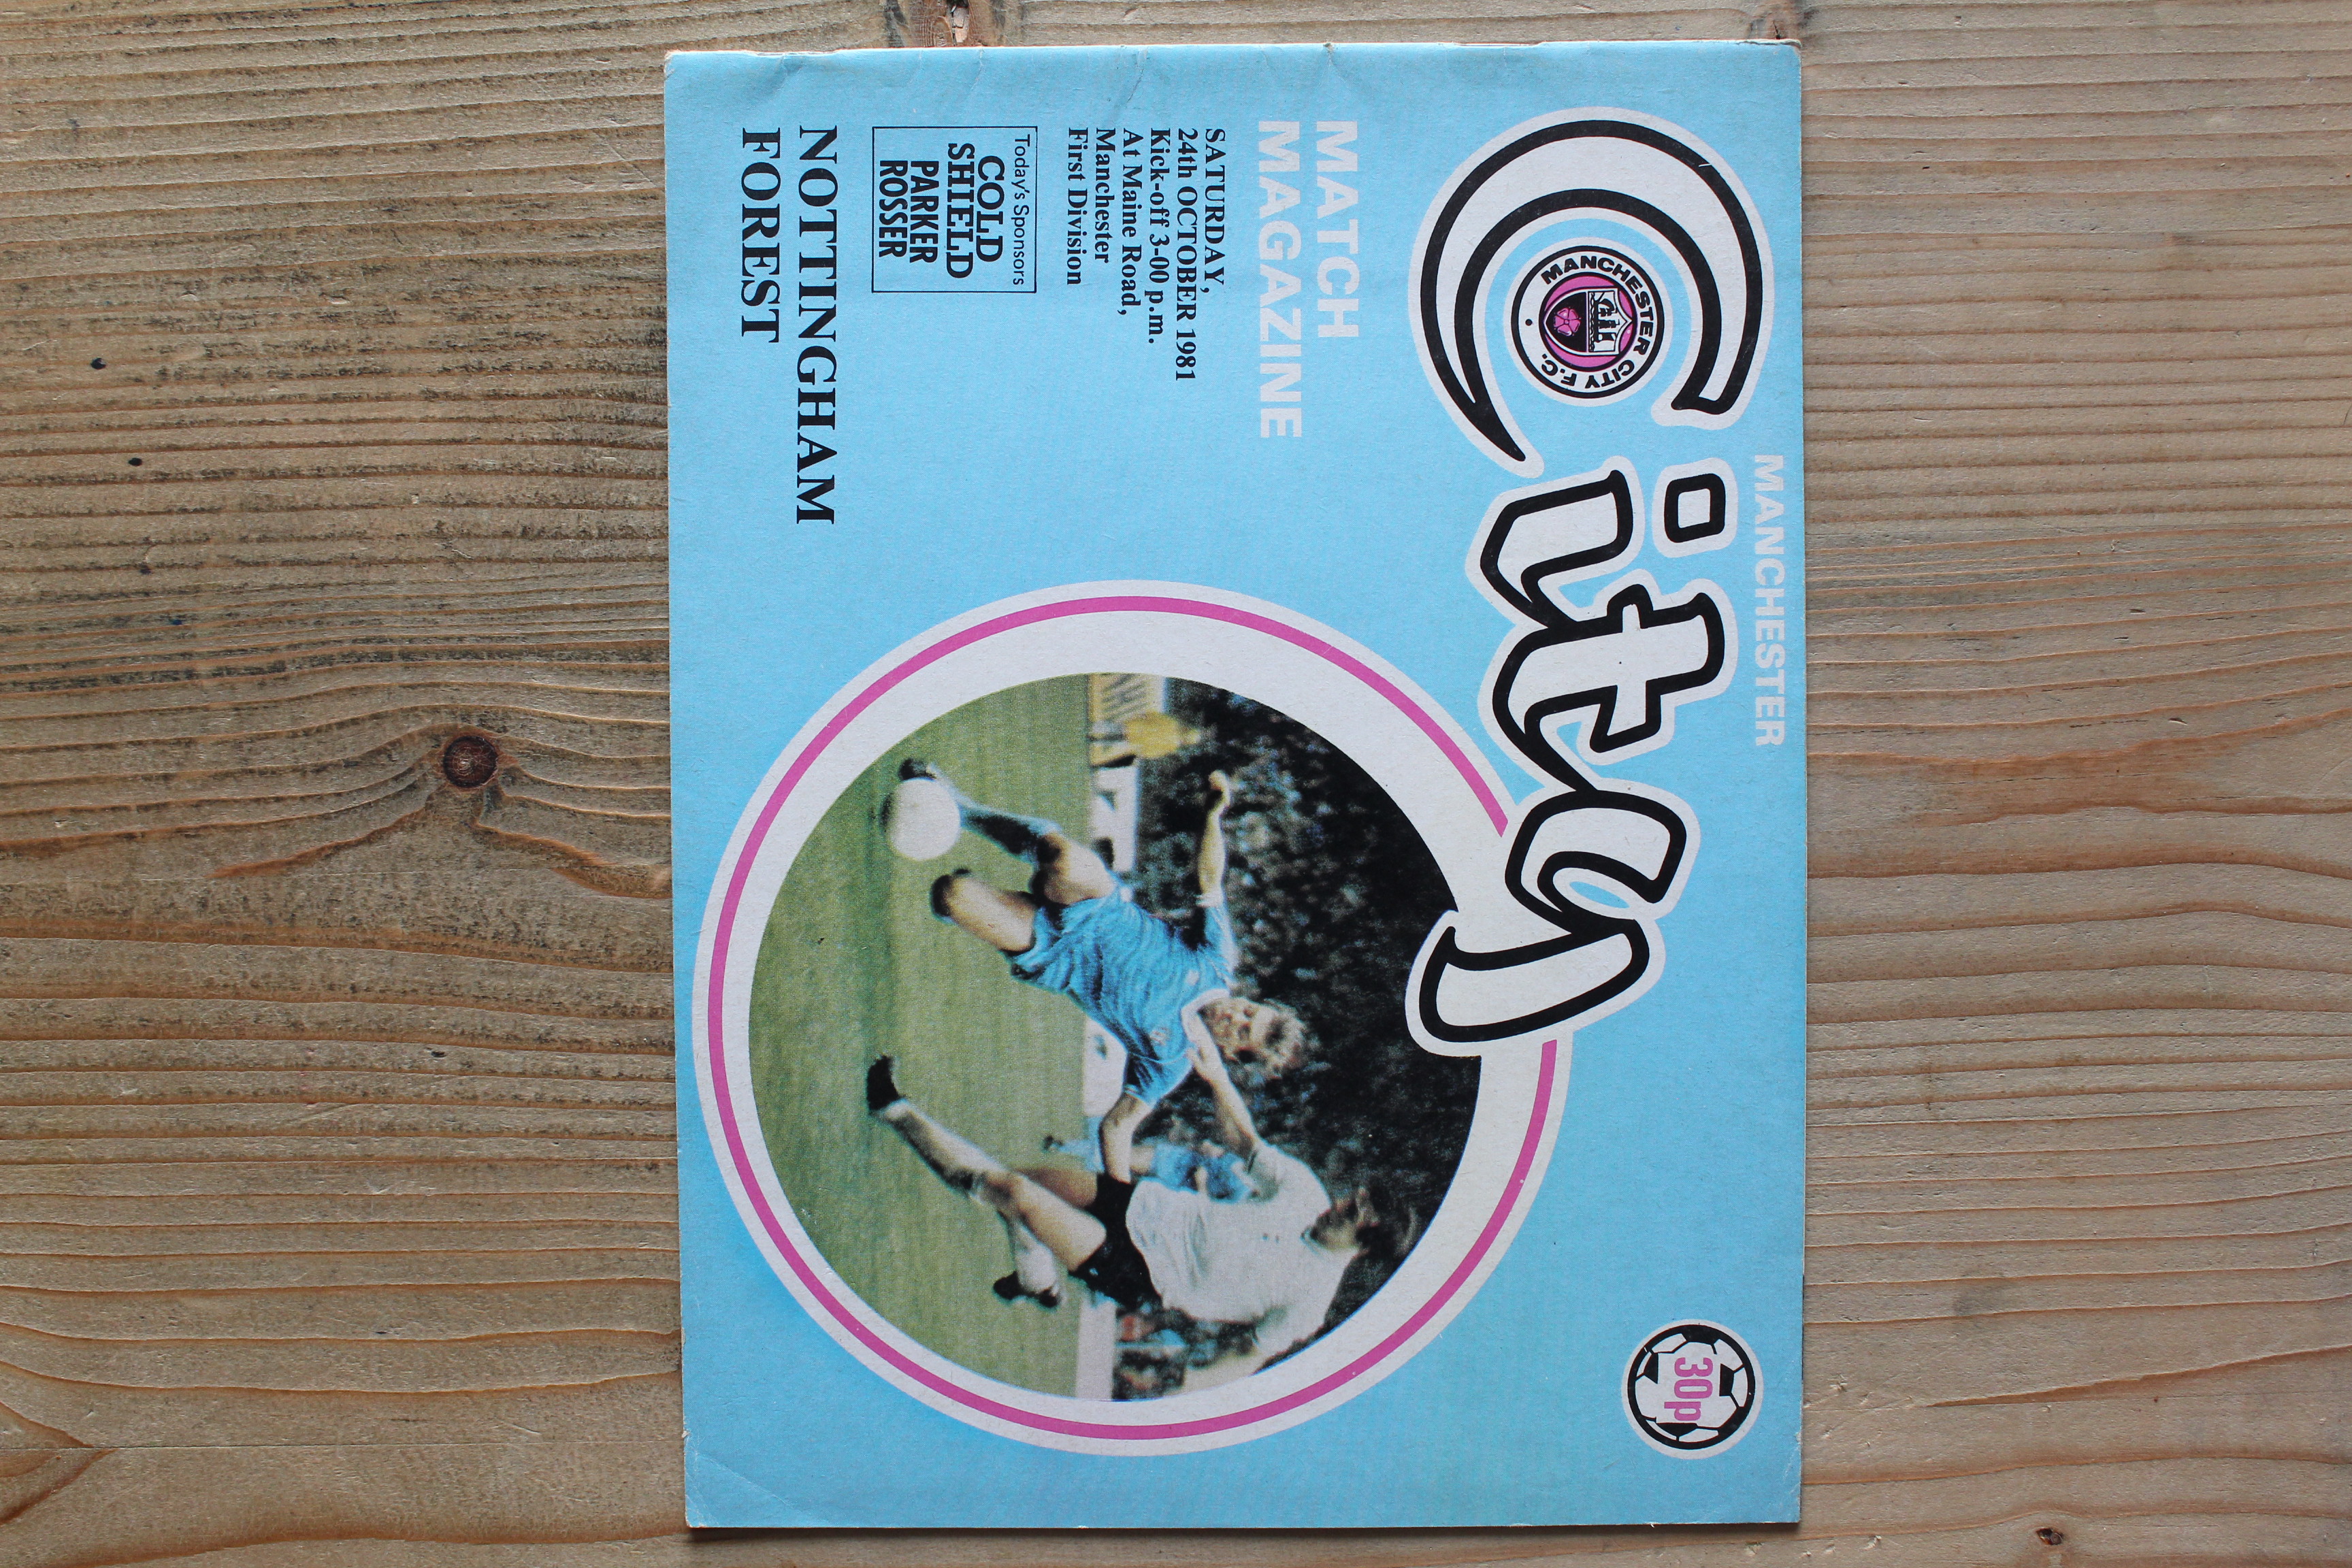 MANCHESTER
City
MANCHESTER CITY F.C.
30p
MATCH
MAGAZINE
SATURDAY,
24th OCTOBER 1981
Kick-off 3-00 p.m.
At Maine Road,
Manchester
First Division
Today's Sponsors
COLD
SHIELD
PARKER
ROSSER
NOTTINGHAM
FOREST